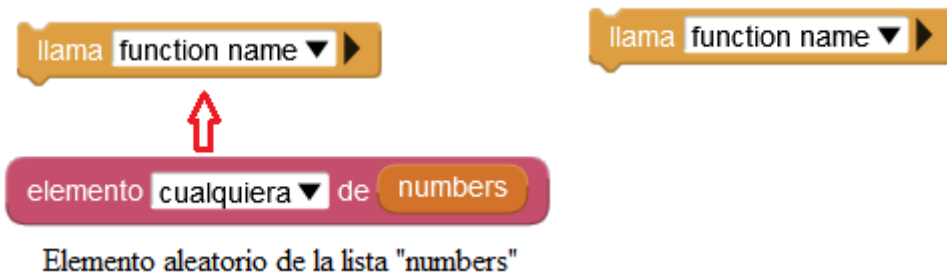 llama function name
llama function name
elemento cualquiera de numbers
Elemento aleatorio de la lista "numbers"